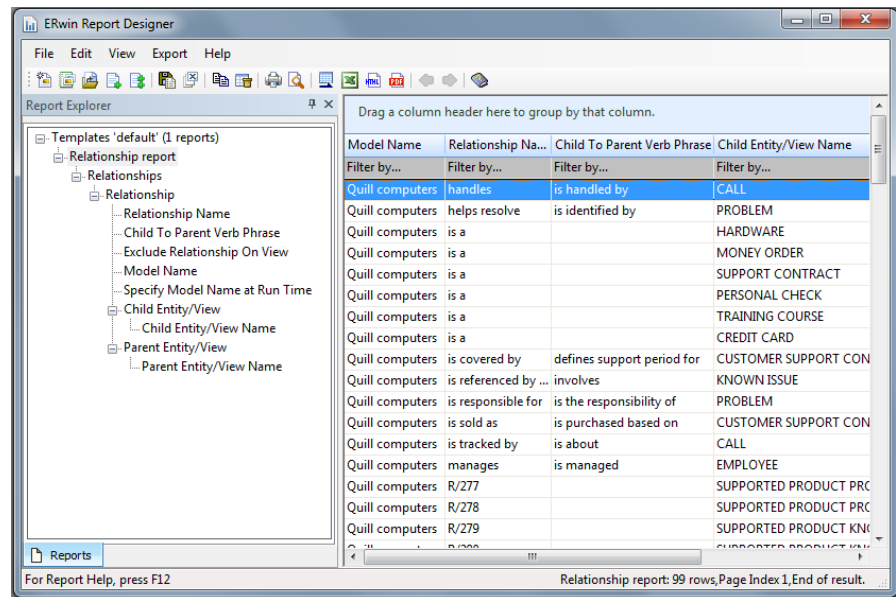 ERwin Report Designer
File Edit View Export Help
Report Explorer
Templates 'default' (1 reports)
Relationship report
Relationships
Relationship
Relationship Name
Child To Parent Verb Phrase
Exclude Relationship On View
Model Name
Specify Model Name at Run Time
Child Entity/View
Child Entity/View Name
Parent Entity/View
Parent Entity/View Name
Reports
Drag a column header here to group by that column.
Model Name Relationship Na... Child To Parent Verb Phrase Child Entity/View Name
Filter by... Filter by... Filter by... Filter by...
Quill computers handles is handled by CALL
Quill computers helps resolve is identified by PROBLEM
Quill computers is a HARDWARE
Quill computers is a MONEY ORDER
Quill computers is a SUPPORT CONTRACT
Quill computers is a PERSONAL CHECK
Quill computers is a TRAINING COURSE
Quill computers is a CREDIT CARD
Quill computers is covered by defines support period for CUSTOMER SUPPORT CON
Quill computers is referenced by ... involves KNOWN ISSUE
Quill computers is responsible for is the responsibility of PROBLEM
Quill computers is sold as is purchased based on CUSTOMER SUPPORT CON
Quill computers is tracked by is about CALL
Quill computers manages is managed EMPLOYEE
Quill computers R/277 SUPPORTED PRODUCT PRO
Quill computers R/278 SUPPORTED PRODUCT PRO
Quill computers R/279 SUPPORTED PRODUCT KNO
For Report Help, press F12
Relationship report: 99 rows,Page Index 1,End of result.